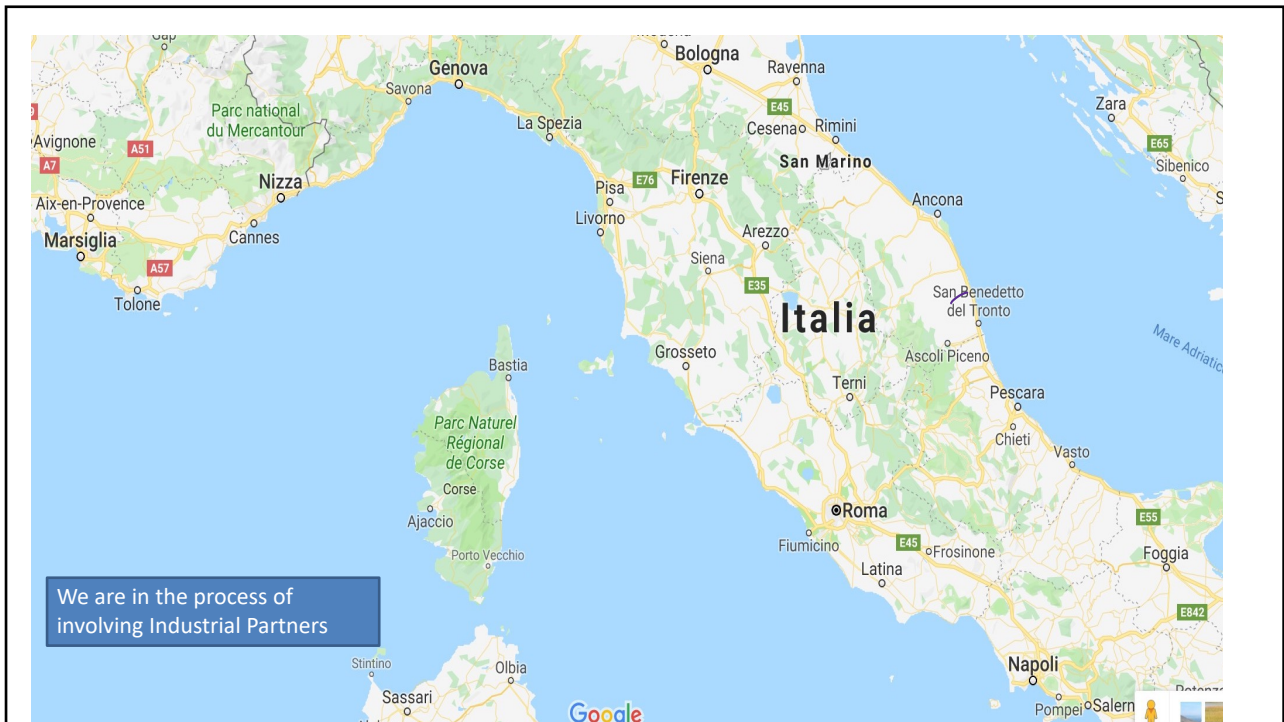 Gap
Bologna
Genova
Ravenna
Savona
Parc national
du Mercantour
E45
Zara
La Spezia
Cesena
Rimini
Avignone
A51
E65
San Marino
Sibenico
A7
Nizza
Pisa
E76
Firenze
Aix-en-Provence
Ancona
Livorno
Marsiglia
Cannes
Arezzo
Siena
A57
E35
San Benedetto
del Tronto
Tolone
Italia
Mare Adriatic
Grosseto
Ascoli Piceno
Bastia
Terni
Pescara
Parc Naturel
Régional
de Corse
Chieti
Vasto
Corse
Roma
Ajaccio
E55
Fiumicino
E45
Frosinone
Porto Vecchio
Foggia
Latina
We are in the process of
involving Industrial Partners
E842
Stintino
Olbia
Napoli
Sassari
Pompei
Salern
Google